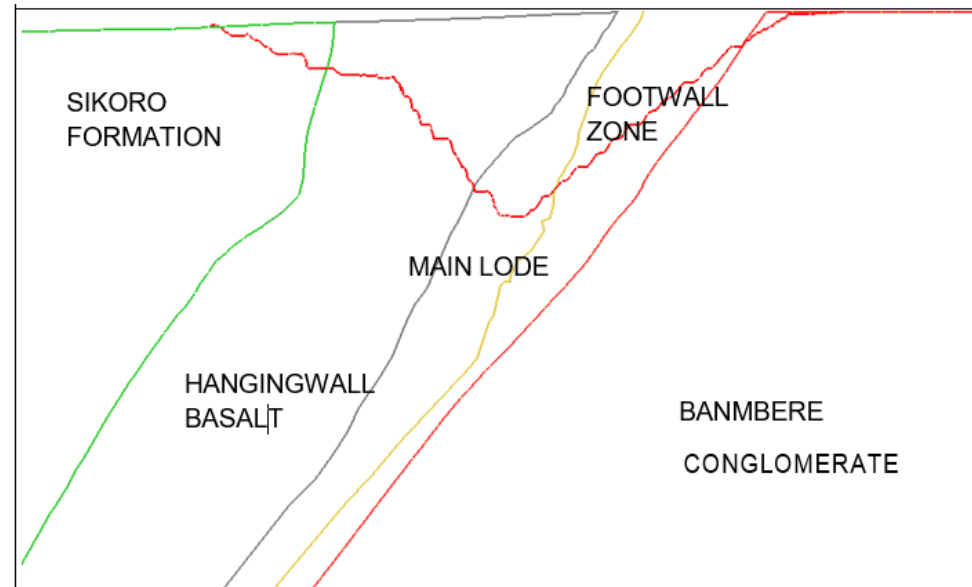 SIKORO
FORMATION
FOOTWALL
ZONE
MAIN LODE
HANGINGWALL
BASALT
BANMBERE
CONGLOMERATE